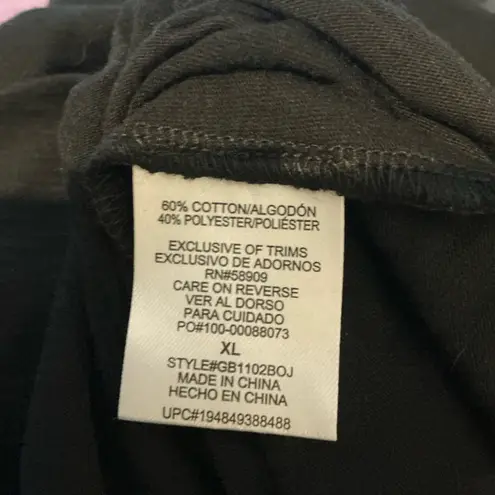 60% COTTON/ALGODÓN
40% POLYESTER/POLIÉSTER
EXCLUSIVE OF TRIMS
EXCLUSIVO DE ADORNOS
RN#58909
CARE ON REVERSE
VER AL DORSO
PARA CUIDADO
PO#100-00088073
XL
STYLE#GB1102BOJ
MADE IN CHINA
HECHO EN CHINA
UPC#194849388488